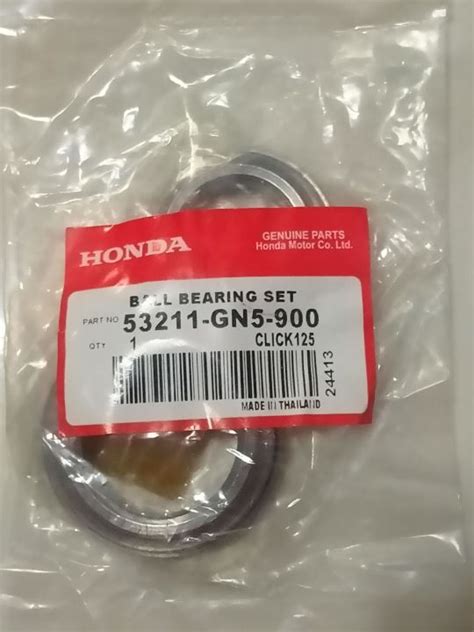 HONDA
GENUINE PARTS
Honda Motor Co. Ltd.
BALL BEARING SET
PART NO. 53211-GN5-900
QTY 1 CLICK125
24413
MADE IN THAILAND